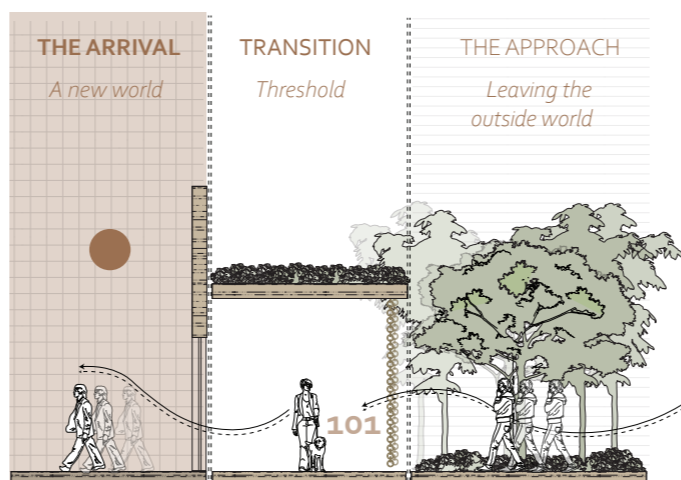 THE ARRIVAL
A new world
TRANSITION
Threshold
THE APPROACH
Leaving the
outside world
101